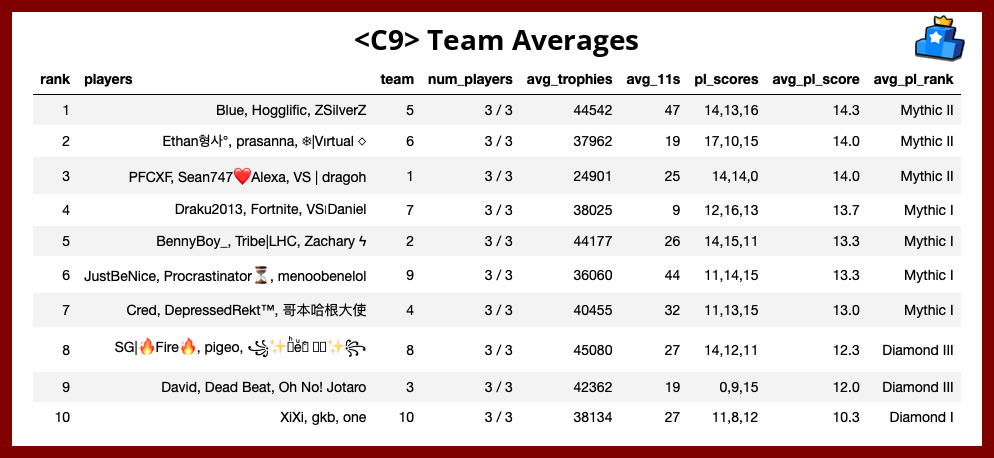 <C9> Team Averages
rank players team num_players avg_trophies avg_11s pl_scores avg_pl_score avg_pl_rank
1 Blue, Hogglific, ZSilverZ 5 3 / 3 44542 47 14,13,16 14.3 Mythic II
2 Ethan형사°, prasanna, ❄|Vırtual ◇ 6 3 / 3 37962 19 17,10,15 14.0 Mythic II
3 PFCXF, Sean747❤️Alexa, VS | dragoh 1 3 / 3 24901 25 14,14,0 14.0 Mythic II
4 Draku2013, Fortnite, VS|Daniel 7 3 / 3 38025 9 12,16,13 13.7 Mythic I
5 BennyBoy_, Tribe|LHC, Zachary ϟ 2 3 / 3 44177 26 14,15,11 13.3 Mythic I
6 JustBeNice, Procrastinator⏳, menoobenelol 9 3 / 3 36060 44 11,14,15 13.3 Mythic I
7 Cred, DepressedRekt™, 哥本哈根大使 4 3 / 3 40455 32 11,13,15 13.0 Mythic I
8 SG|🔥Fire🔥, pigeo, 8 3 / 3 45080 27 14,12,11 12.3 Diamond III
9 David, Dead Beat, Oh No! Jotaro 3 3 / 3 42362 19 0,9,15 12.0 Diamond III
10 XiXi, gkb, one 10 3 / 3 38134 27 11,8,12 10.3 Diamond I